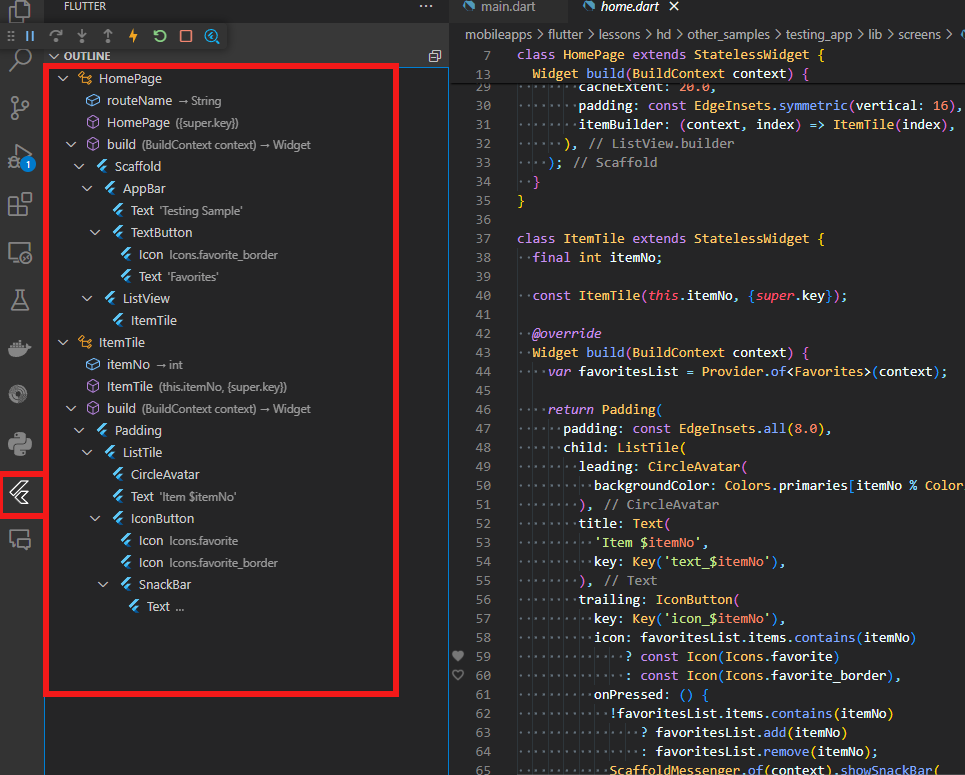 FLUTTER
OUTLINE
HomePage
routeName → String
HomePage ({super.key})
build (BuildContext context) → Widget
Scaffold
AppBar
Text 'Testing Sample'
TextButton
Icon Icons.favorite_border
Text 'Favorites'
ListView
ItemTile
ItemTile
itemNo → int
ItemTile (this.itemNo, {super.key})
build (BuildContext context) → Widget
Padding
ListTile
CircleAvatar
Text 'Item $itemNo'
IconButton
Icon Icons.favorite
Icon Icons.favorite_border
SnackBar
Text ...
1
main.dart
home.dart
mobileapps > flutter > lessons > hd > other_samples > testing_app > lib > screens >
7 class HomePage extends StatelessWidget {
13 Widget build(BuildContext context) {
29 cacheExtent: 20.0,
30 padding: const EdgeInsets.symmetric(vertical: 16),
31 itemBuilder: (context, index) => ItemTile(index),
32 ), // ListView.builder
33 ); // Scaffold
34 }
35 }
36
37 class ItemTile extends StatelessWidget {
38 final int itemNo;
39
40 const ItemTile(this.itemNo, {super.key});
41
42 @override
43 Widget build(BuildContext context) {
44 var favoritesList = Provider.of<Favorites>(context);
45
46 return Padding(
47 padding: const EdgeInsets.all(8.0),
48 child: ListTile(
49 leading: CircleAvatar(
50 backgroundColor: Colors.primaries[itemNo % Color
51 ), // CircleAvatar
52 title: Text(
53 'Item $itemNo',
54 key: Key('text_$itemNo'),
55 ), // Text
56 trailing: IconButton(
57 key: Key('icon_$itemNo'),
58 icon: favoritesList.items.contains(itemNo)
59 ? const Icon(Icons.favorite)
60 : const Icon(Icons.favorite_border),
61 onPressed: () {
62 !favoritesList.items.contains(itemNo)
63 ? favoritesList.add(itemNo)
64 : favoritesList.remove(itemNo);
65 ScaffoldMessenger.of(context).showSnackBar(